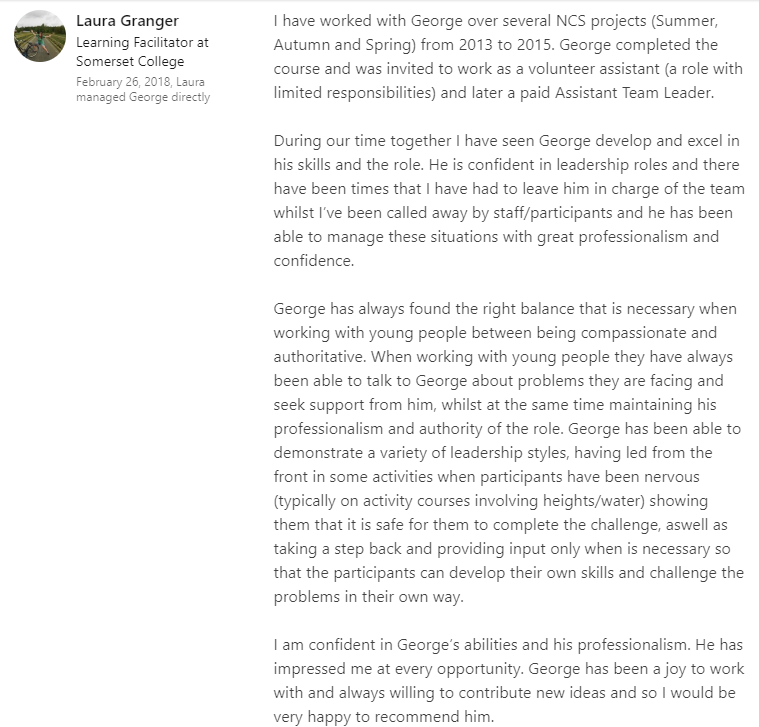 Laura Granger
Learning Facilitator at
Somerset College
February 26, 2018, Laura
managed George directly
I have worked with George over several NCS projects (Summer,
Autumn and Spring) from 2013 to 2015. George completed the
course and was invited to work as a volunteer assistant (a role with
limited responsibilities) and later a paid Assistant Team Leader.
During our time together I have seen George develop and excel in
his skills and the role. He is confident in leadership roles and there
have been times that I have had to leave him in charge of the team
whilst I've been called away by staff/participants and he has been
able to manage these situations with great professionalism and
confidence.
George has always found the right balance that is necessary when
working with young people between being compassionate and
authoritative. When working with young people they have always
been able to talk to George about problems they are facing and
seek support from him, whilst at the same time maintaining his
professionalism and authority of the role. George has been able to
demonstrate a variety of leadership styles, having led from the
front in some activities when participants have been nervous
(typically on activity courses involving heights/water) showing
them that it is safe for them to complete the challenge, aswell as
taking a step back and providing input only when is necessary so
that the participants can develop their own skills and challenge the
problems in their own way.
I am confident in George's abilities and his professionalism. He has
impressed me at every opportunity. George has been a joy to work
with and always willing to contribute new ideas and so I would be
very happy to recommend him.